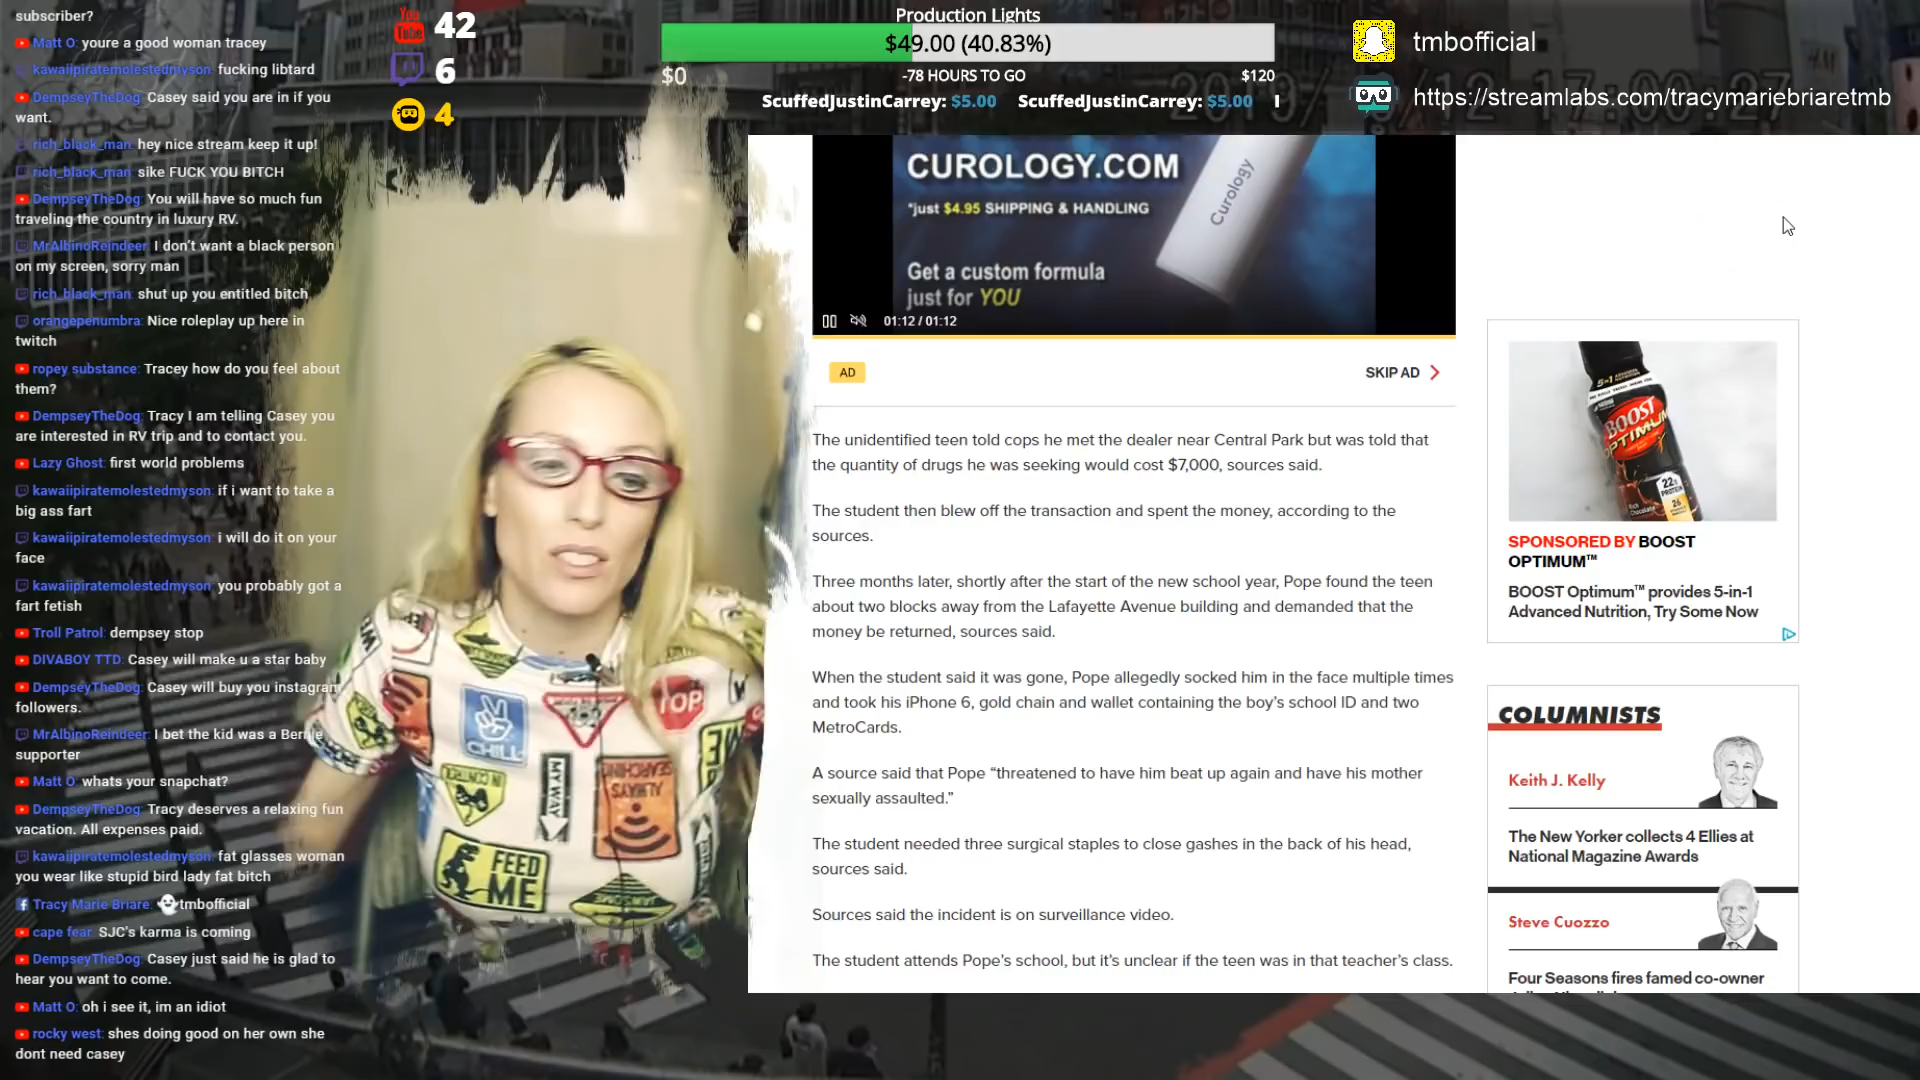 subscriber?
Matt O: youre a good woman tracey
kawaiipiratemolestedmyson: fucking libtard
DempseyTheDog: Casey said you are in if you
want.
rich_black_man: hey nice stream keep it up!
rich_black_man: sike FUCK YOU BITCH
DempseyTheDog: You will have so much fun
traveling the country in luxury RV.
MrAlbinoReindeer: I don't want a black person
on my screen, sorry man
rich_black_man: shut up you entitled bitch
orangepenumbra: Nice roleplay up here in
twitch
ropey substance: Tracey how do you feel about
them?
DempseyTheDog: Tracy I am telling Casey you
are interested in RV trip and to contact you.
Lazy Ghost: first world problems
kawaiipiratemolestedmyson: if i want to take a
big ass fart
kawaiipiratemolestedmyson: i will do it on your
face
kawaiipiratemolestedmyson: you probably got a
fart fetish
Troll Patrol: dempsey stop
DIVABOY TTD: Casey will make u a star baby
DempseyTheDog: Casey will buy you instagram
followers.
MrAlbinoReindeer: I bet the kid was a Bernie
supporter
Matt O: whats your snapchat?
DempseyTheDog: Tracy deserves a relaxing fun
vacation. All expenses paid.
kawaiipiratemolestedmyson: fat glasses woman
you wear like stupid bird lady fat bitch
Tracy Marie Briare: tmbofficial
cape fear: SJC's karma is coming
DempseyTheDog: Casey just said he is glad to
hear you want to come.
Matt O: oh i see it, im an idiot
rocky west: shes doing good on her own she
dont need casey
You
Tube 42
6
4
Production Lights
$49.00 (40.83%)
$0
-78 HOURS TO GO
$120
ScuffedJustinCarrey: $5.00 ScuffedJustinCarrey: $5.00
tmbofficial
https://streamlabs.com/tracymariebriaretmb
CHILL
STOP
IN CONTROL
MY WAY
ALWAYS
SEARCHING
FEED
ME
CUROLOGY.COM
*just $4.95 SHIPPING & HANDLING
Get a custom formula
just for YOU
Curology
01:12 / 01:12
AD
SKIP AD
The unidentified teen told cops he met the dealer near Central Park but was told that
the quantity of drugs he was seeking would cost $7,000, sources said.
The student then blew off the transaction and spent the money, according to the
sources.
Three months later, shortly after the start of the new school year, Pope found the teen
about two blocks away from the Lafayette Avenue building and demanded that the
money be returned, sources said.
When the student said it was gone, Pope allegedly socked him in the face multiple times
and took his iPhone 6, gold chain and wallet containing the boy's school ID and two
MetroCards.
A source said that Pope “threatened to have him beat up again and have his mother
sexually assaulted.”
The student needed three surgical staples to close gashes in the back of his head,
sources said.
Sources said the incident is on surveillance video.
The student attends Pope's school, but it's unclear if the teen was in that teacher's class.
BOOST
OPTIMUM
SPONSORED BY BOOST
OPTIMUM™
BOOST Optimum™ provides 5-in-1
Advanced Nutrition, Try Some Now
COLUMNISTS
Keith J. Kelly
The New Yorker collects 4 Ellies at
National Magazine Awards
Steve Cuozzo
Four Seasons fires famed co-owner